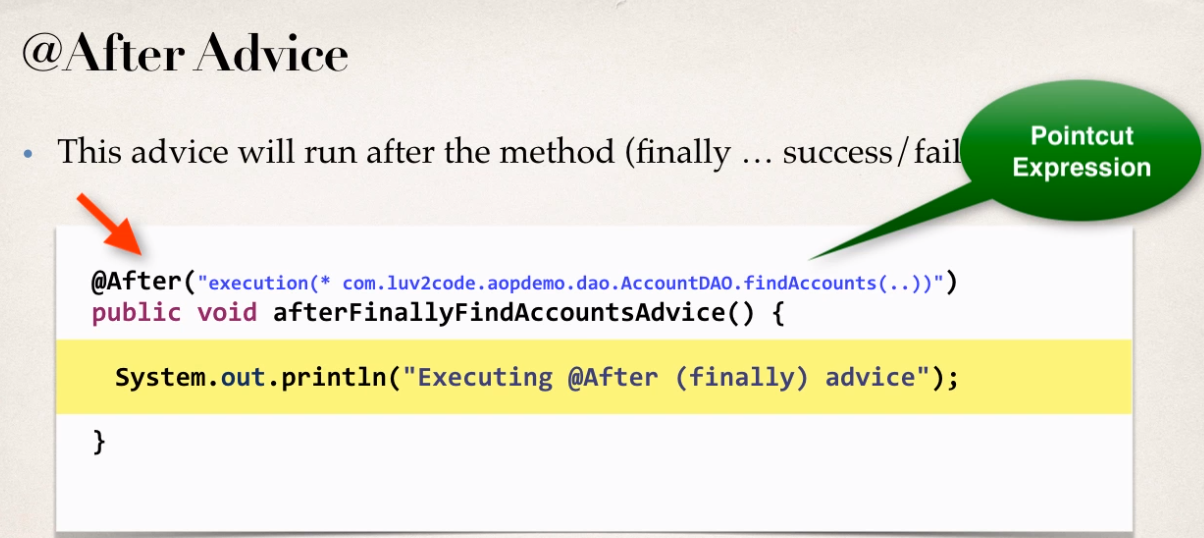 @After Advice
• This advice will run after the method (finally … success/fail
Pointcut
Expression
@After("execution(* com.luv2code.aopdemo.dao.AccountDAO.findAccounts(..))")
public void afterFinallyFindAccountsAdvice() {
System.out.println("Executing @After (finally) advice");
}